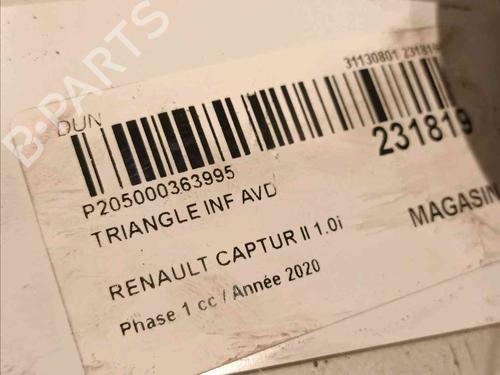 B-PARTS
DUN
31130801 231819
P205000363995
231819
TRIANGLE INF AVD
MAGASIN
RENAULT CAPTUR II 1.0i
Phase 1 cc / Année 2020